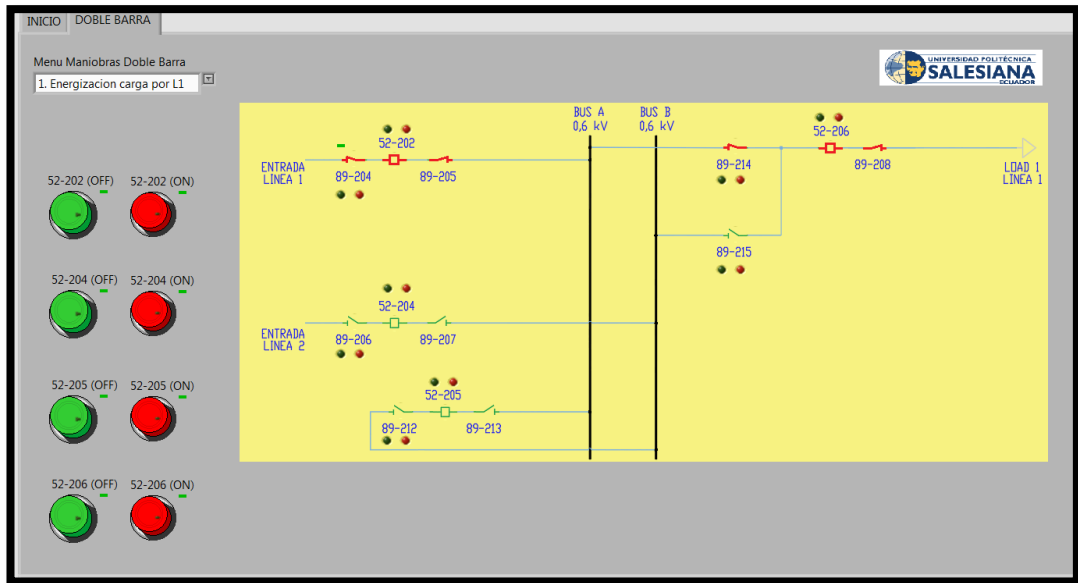 INICIO
DOBLE BARRA
Menu Maniobras Doble Barra
1. Energizacion carga por L1
UNIVERSIDAD POLITÉCNICA
SALESIANA
ECUADOR
BUS A
0,6 kV
BUS B
0,6 kV
52-202
52-206
ENTRADA
LINEA 1
89-204
89-205
89-214
89-208
LOAD 1
LINEA 1
52-202 (OFF)
52-202 (ON)
89-215
52-204 (OFF)
52-204 (ON)
52-204
ENTRADA
LINEA 2
89-206
89-207
52-205 (OFF)
52-205 (ON)
52-205
89-212
89-213
52-206 (OFF)
52-206 (ON)